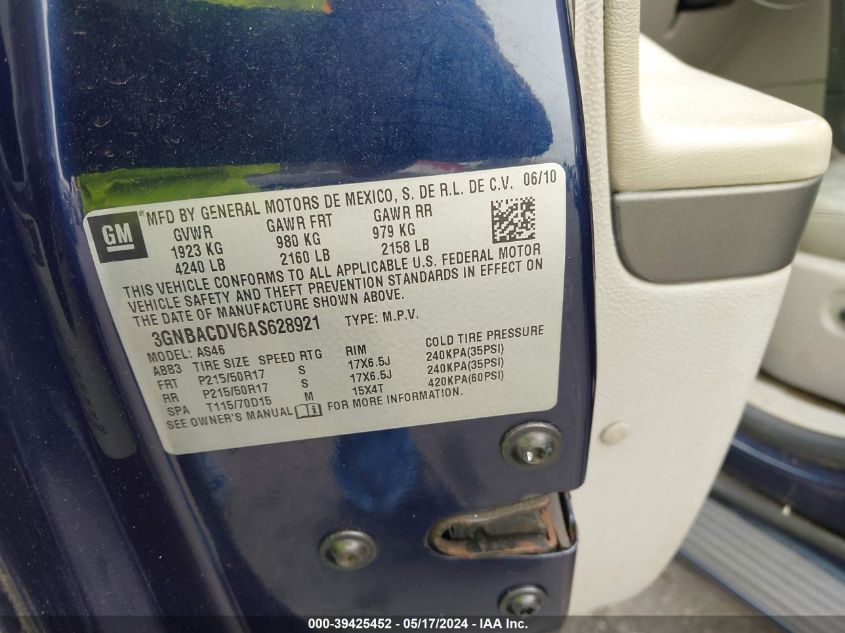 GM
MFD BY GENERAL MOTORS DE MEXICO, S. DE R.L. DE C.V. 06/10
GVWR GAWR FRT GAWR RR
1923 KG 980 KG 979 KG
4240 LB 2160 LB 2158 LB
THIS VEHICLE CONFORMS TO ALL APPLICABLE U.S. FEDERAL MOTOR
VEHICLE SAFETY AND THEFT PREVENTION STANDARDS IN EFFECT ON
THE DATE OF MANUFACTURE SHOWN ABOVE.
3GNBACDV6AS628921 TYPE: M.P.V.
MODEL: AS46
ABB3 TIRE SIZE SPEED RTG RIM COLD TIRE PRESSURE
FRT P215/50R17 S 17X6.5J 240KPA(35PSI)
RR P215/50R17 S 17X6.5J 240KPA(35PSI)
SPA T115/70D15 M 15X4T 420KPA(60PSI)
SEE OWNER'S MANUAL FOR MORE INFORMATION.
000-39425452 - 05/17/2024 - IAA Inc.